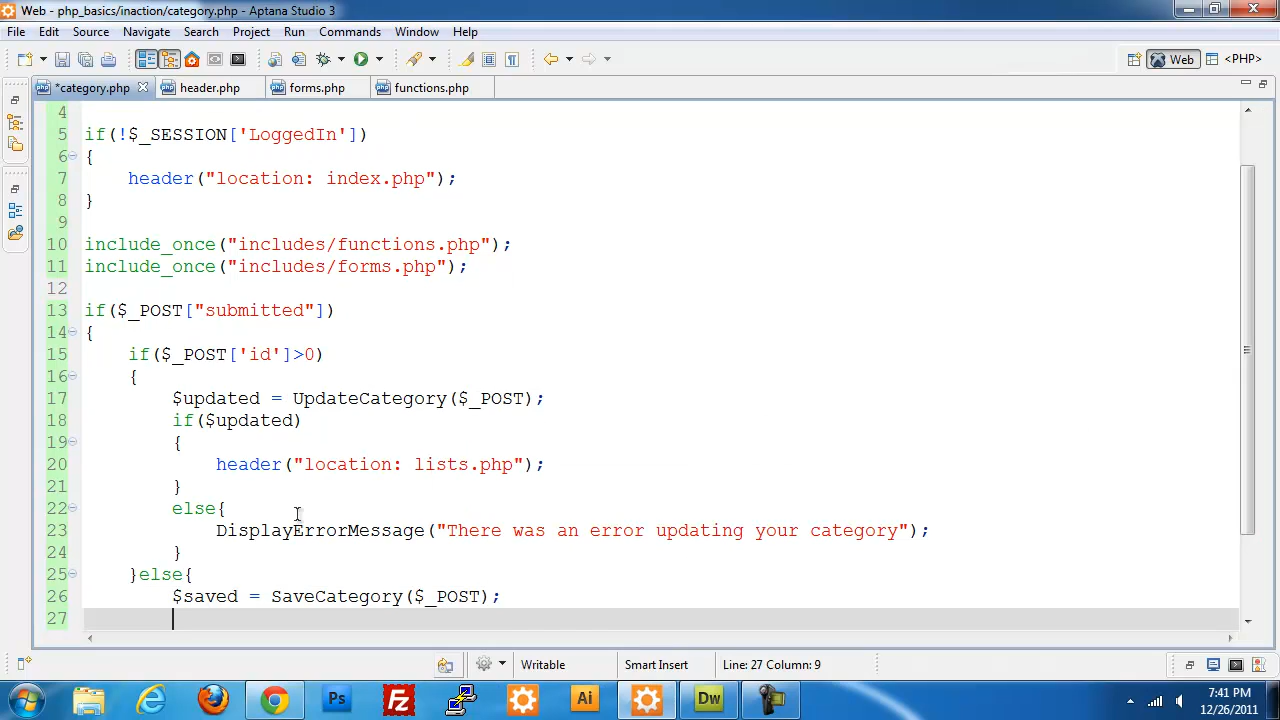 Web - php_basics/inaction/category.php - Aptana Studio 3
File Edit Source Navigate Search Project Run Commands Window Help
Web <PHP>
*category.php header.php forms.php functions.php
4
5 if(!$_SESSION['LoggedIn'])
6 {
7 header("location: index.php");
8 }
9
10 include_once("includes/functions.php");
11 include_once("includes/forms.php");
12
13 if($_POST["submitted"])
14 {
15 if($_POST['id']>0)
16 {
17 $updated = UpdateCategory($_POST);
18 if($updated)
19 {
20 header("location: lists.php");
21 }
22 else{
23 DisplayErrorMessage("There was an error updating your category");
24 }
25 }else{
26 $saved = SaveCategory($_POST);
27
Writable Smart Insert Line: 27 Column: 9
Ps Fz Ai Dw
7:41 PM
12/26/2011